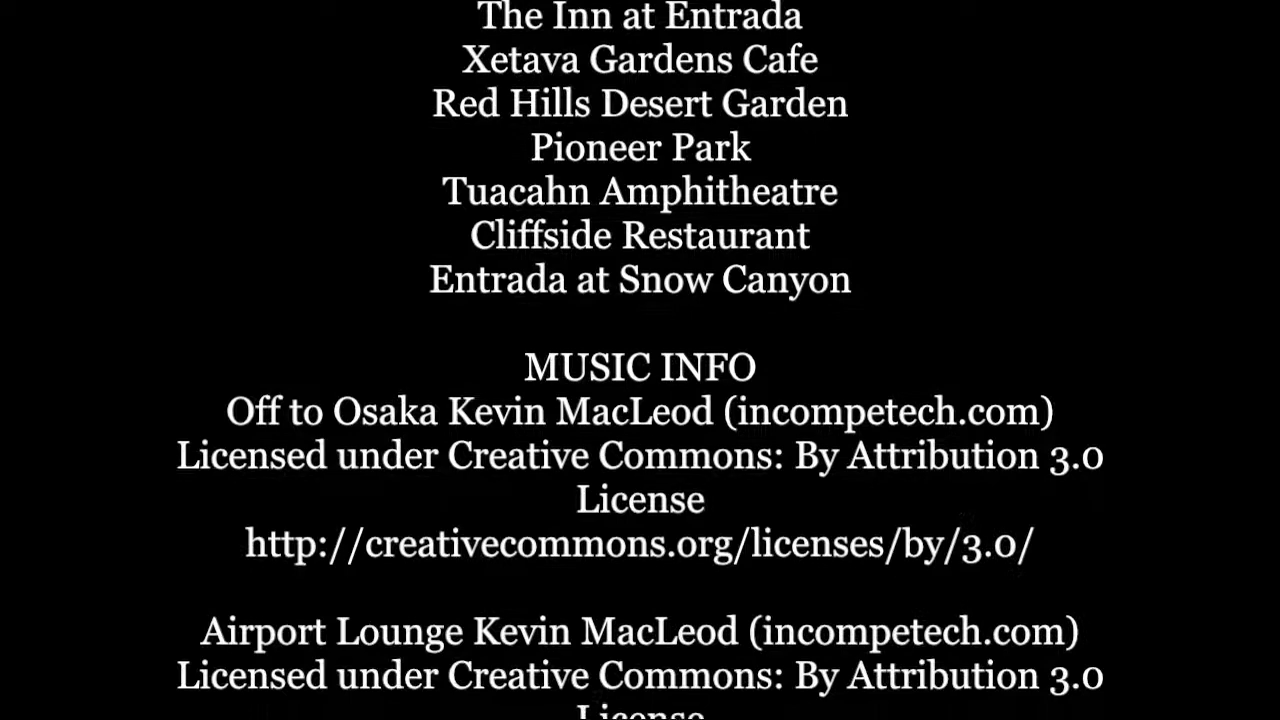 The Inn at Entrada
Xetava Gardens Cafe
Red Hills Desert Garden
Pioneer Park
Tuacahn Amphitheatre
Cliffside Restaurant
Entrada at Snow Canyon
MUSIC INFO
Off to Osaka Kevin MacLeod (incompetech.com)
Licensed under Creative Commons: By Attribution 3.0
License
http://creativecommons.org/licenses/by/3.0/
Airport Lounge Kevin MacLeod (incompetech.com)
Licensed under Creative Commons: By Attribution 3.0
License